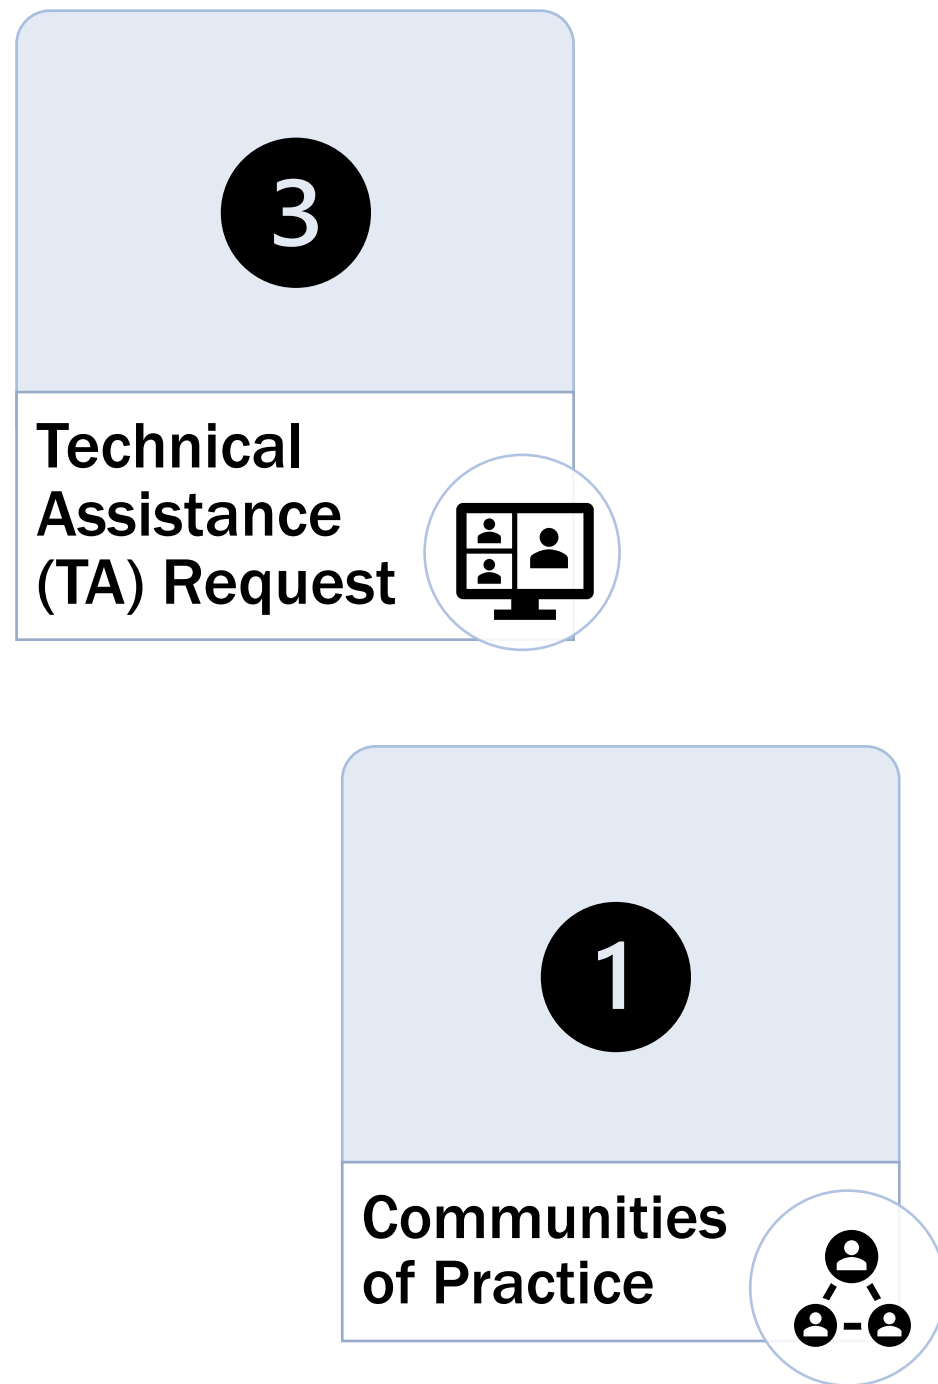 3
Technical
Assistance
(TA) Request
1
Communities
of Practice